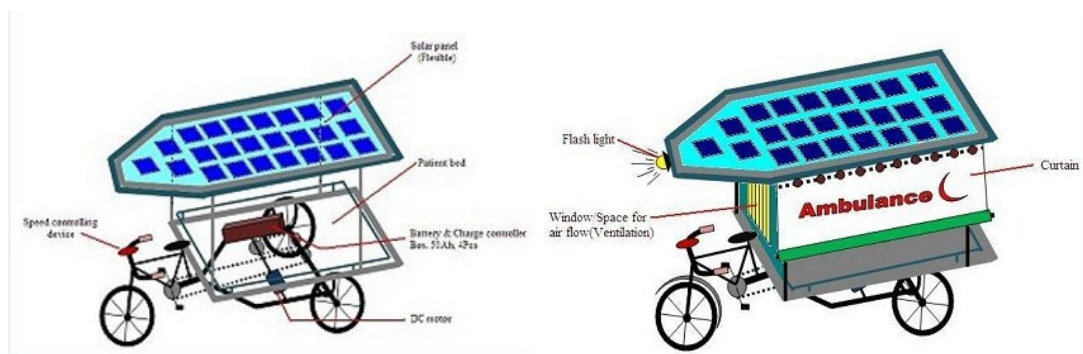 Solar panel
(Flexible)
Patient bed
Speed controlling
device
Battery & Charge controller
Box. 50Ah, 4Pcs
DC motor
Flash light
Window/Space for
air flow(Ventilation)
Curtain
Ambulance